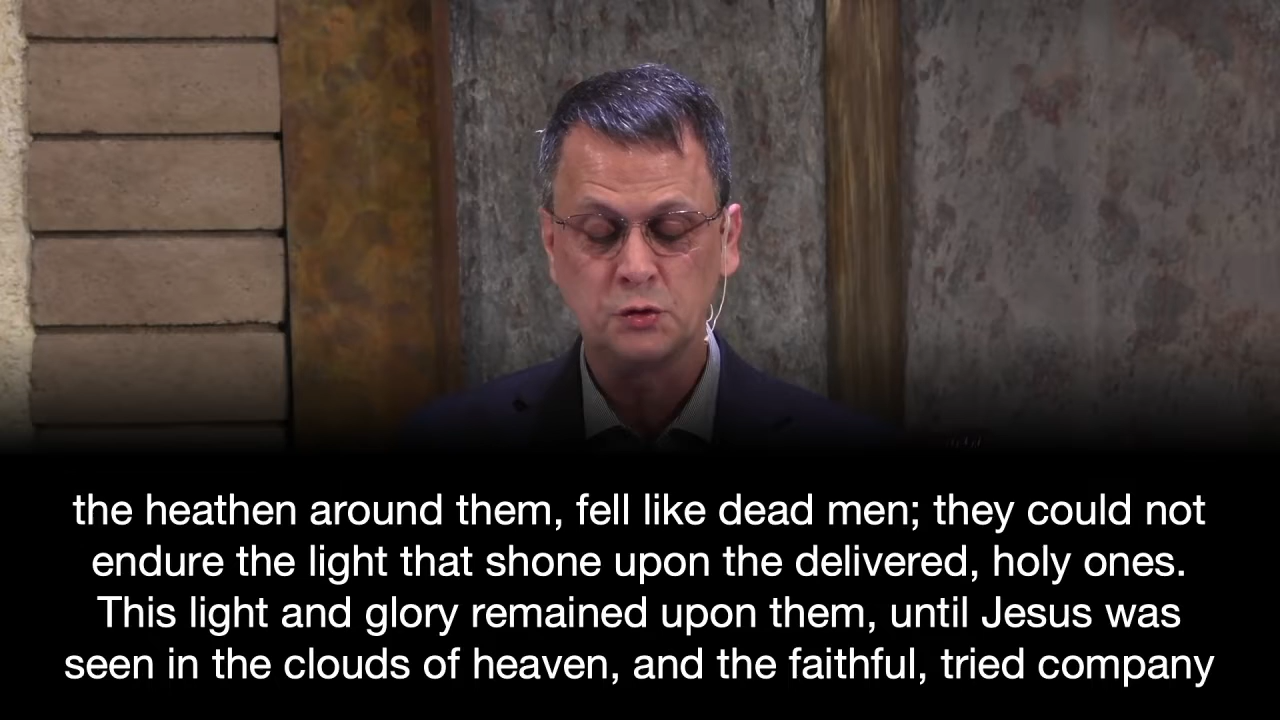 the heathen around them, fell like dead men; they could not
endure the light that shone upon the delivered, holy ones.
This light and glory remained upon them, until Jesus was
seen in the clouds of heaven, and the faithful, tried company